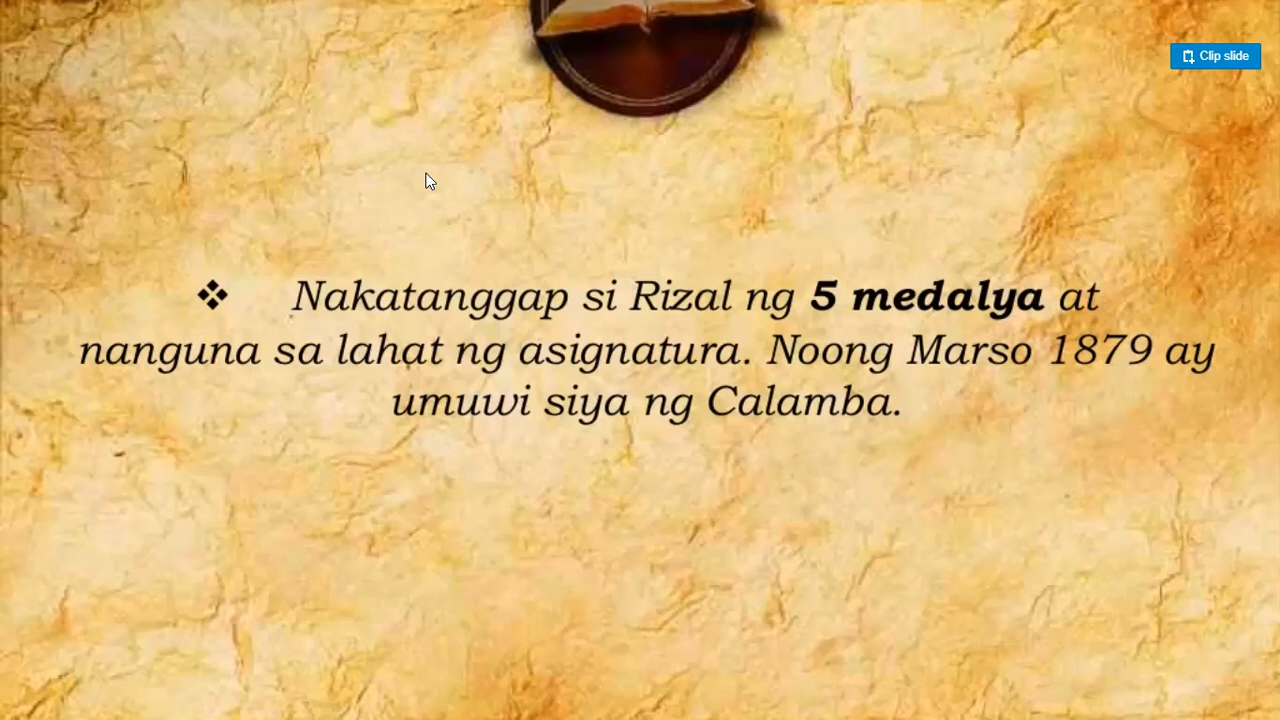 Clip slide
❖ Nakatanggap si Rizal ng 5 medalya at
nanguna sa lahat ng asignatura. Noong Marso 1879 ay
umuwi siya ng Calamba.